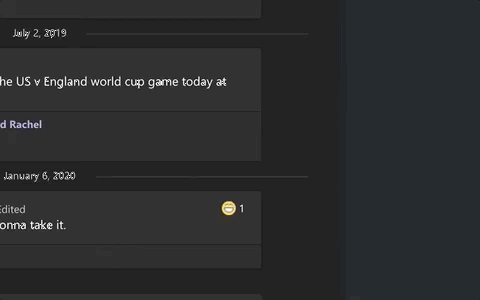 July 2, 2019
he US v England world cup game today at
d Rachel
January 6, 2020
Edited
1
onna take it.